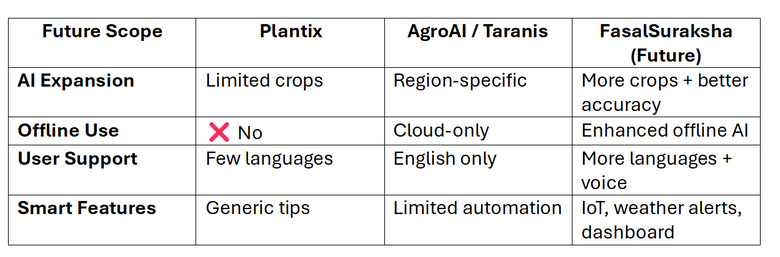 Future Scope Plantix AgroAI / Taranis FasalSuraksha
(Future)
AI Expansion Limited crops Region-specific More crops + better
accuracy
Offline Use ❌ No Cloud-only Enhanced offline AI
User Support Few languages English only More languages +
voice
Smart Features Generic tips Limited automation IoT, weather alerts,
dashboard